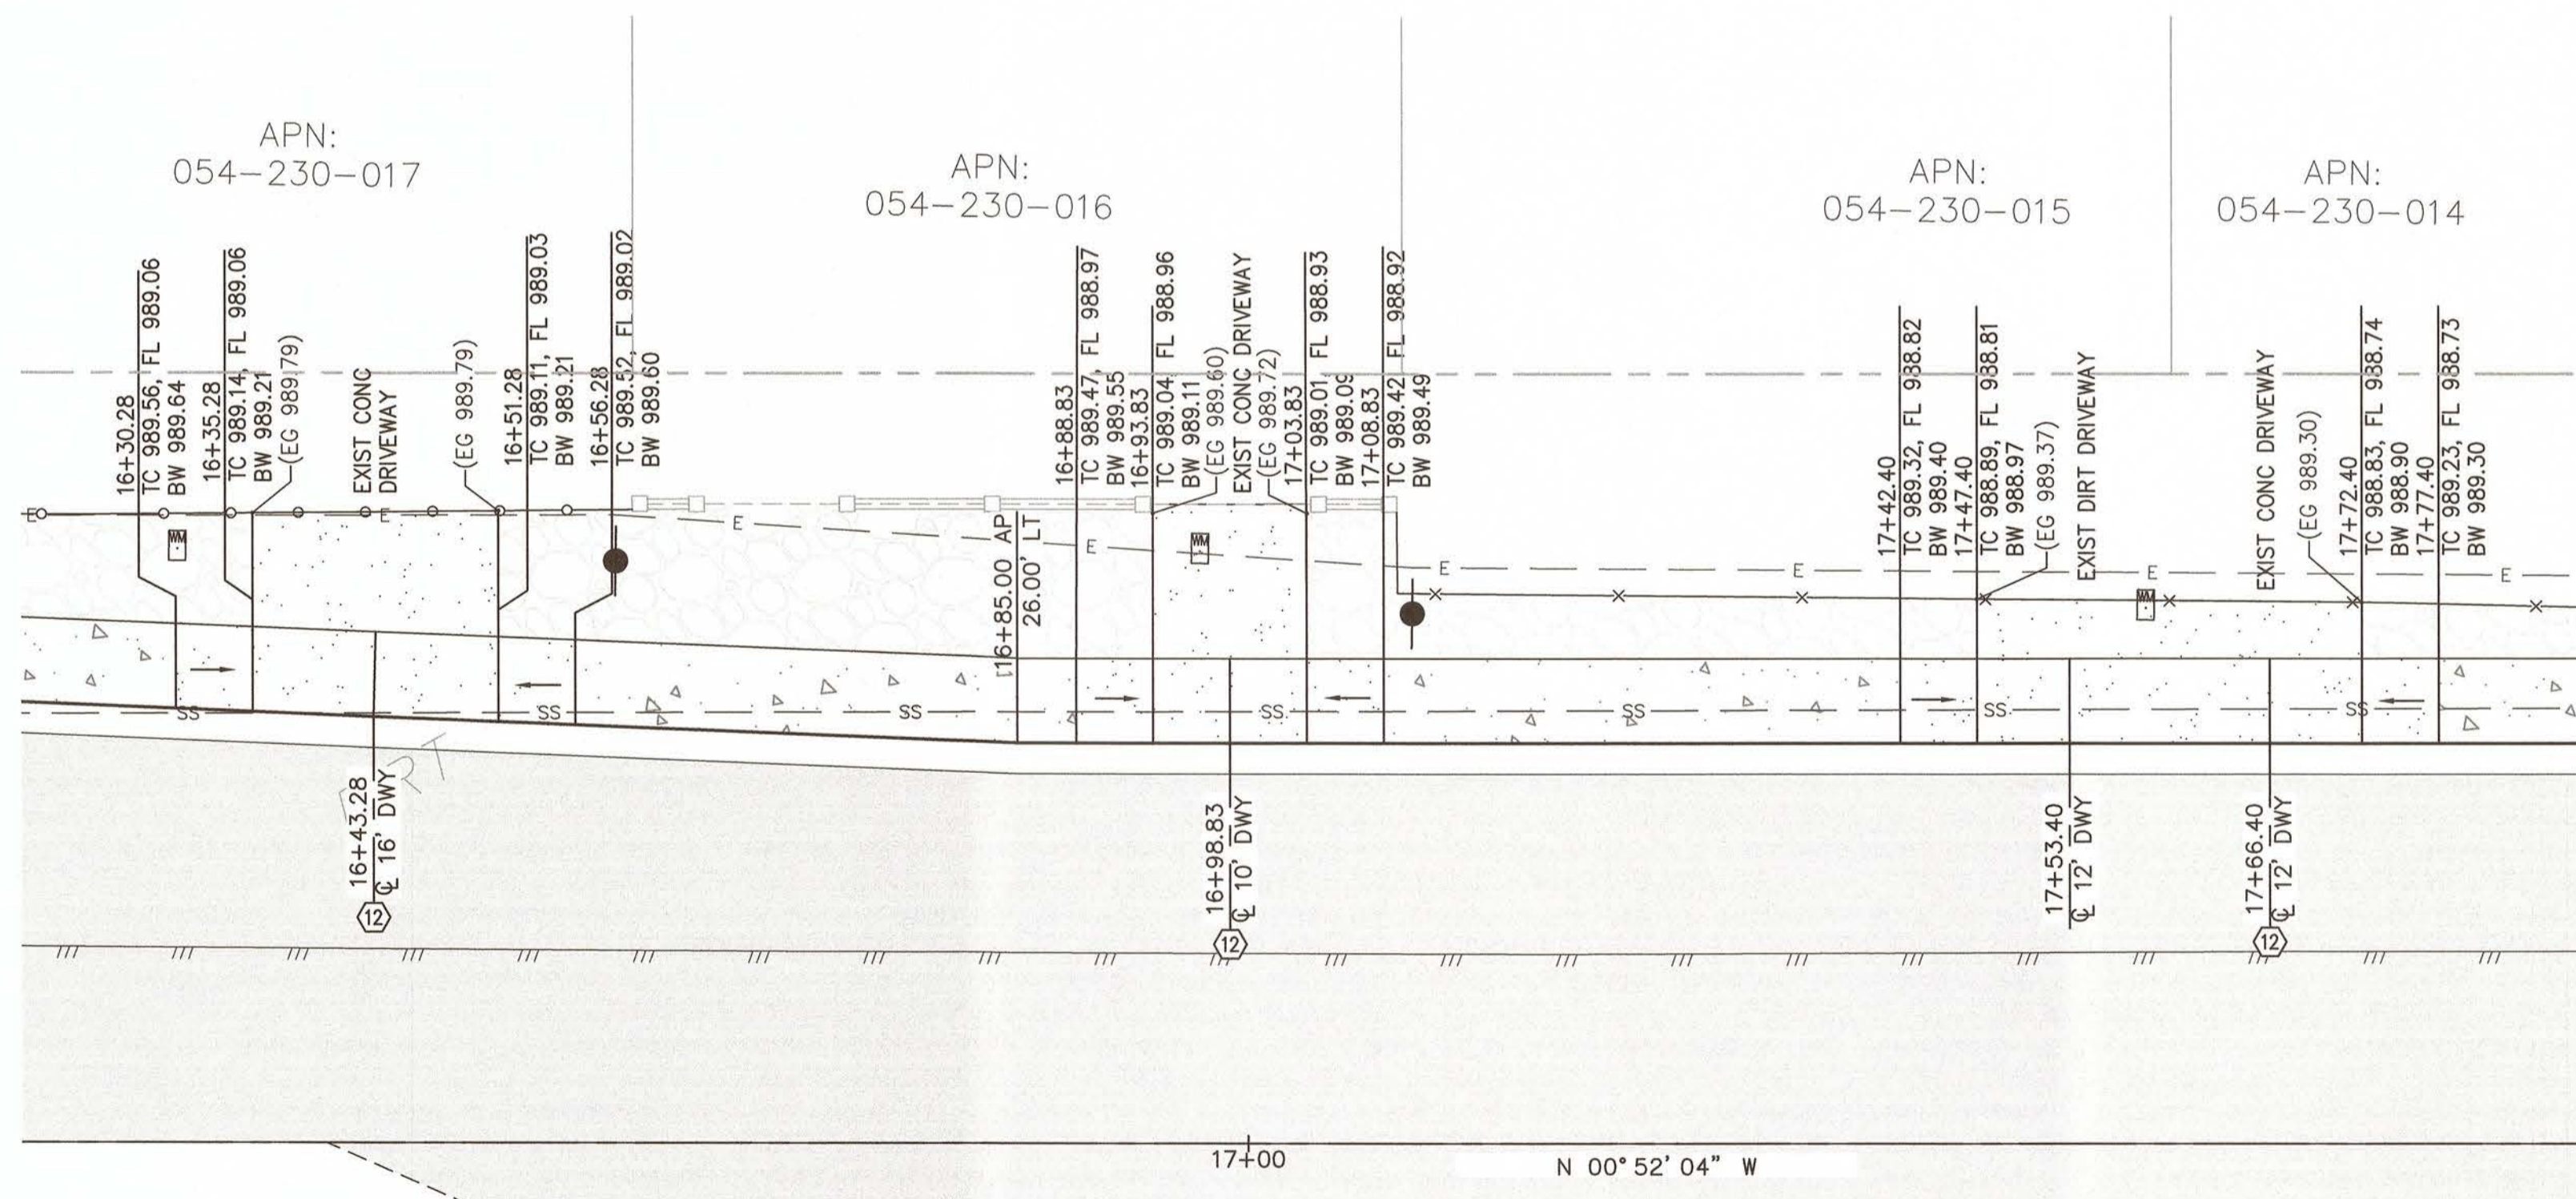 APN:
054-230-017
APN:
054-230-016
APN:
054-230-015
APN:
054-230-014
16+30.28
TC 989.56, FL 989.06
BW 989.64
16+35.28
TC 989.14, FL 989.06
BW 989.21
(EG 989.79)
EXIST CONC
DRIVEWAY
(EG 989.79)
16+51.28
TC 989.11, FL 989.03
BW 989.21
16+56.28
TC 989.52, FL 989.02
BW 989.60
16+88.83
TC 989.47, FL 988.97
BW 989.55
16+93.83
TC 989.04, FL 988.96
BW 989.11
(EG 989.60)
EXIST CONC DRIVEWAY
(EG 989.72)
17+03.83
TC 989.01, FL 988.93
BW 989.09
17+08.83
TC 989.42, FL 988.92
BW 989.49
17+42.40
TC 989.32, FL 988.82
BW 989.40
17+47.40
TC 988.89, FL 988.81
BW 988.97
(EG 989.37)
EXIST DIRT DRIVEWAY
EXIST CONC DRIVEWAY
(EG 989.30)
17+72.40
TC 988.83, FL 988.74
BW 988.90
17+77.40
TC 989.23, FL 988.73
BW 989.30
E
E
E
E
E
E
E
E
WM
WM
WM
16+85.00 AP
26.00' LT
SS
SS
SS
SS
SS
SS
SS
RT
16+43.28
℄ 16' DWY
12
16+98.83
℄ 10' DWY
12
17+53.40
℄ 12' DWY
17+66.40
℄ 12' DWY
12
17+00
N 00°52'04" W